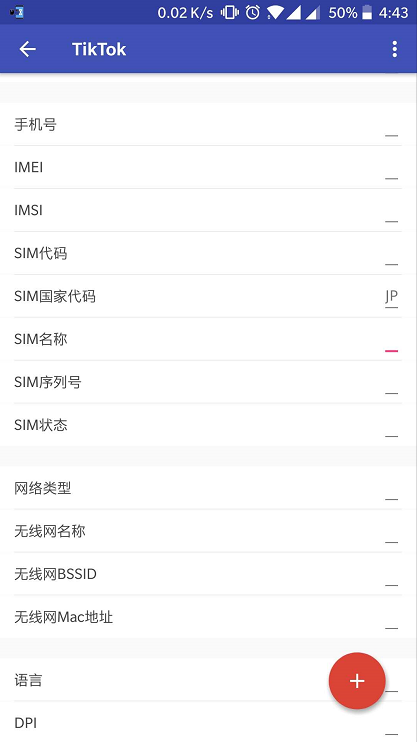 0.02 K/s 50% 4:43
TikTok
手机号
IMEI
IMSI
SIM代码
SIM国家代码 JP
SIM名称
SIM序列号
SIM状态
网络类型
无线网名称
无线网BSSID
无线网Mac地址
语言
DPI